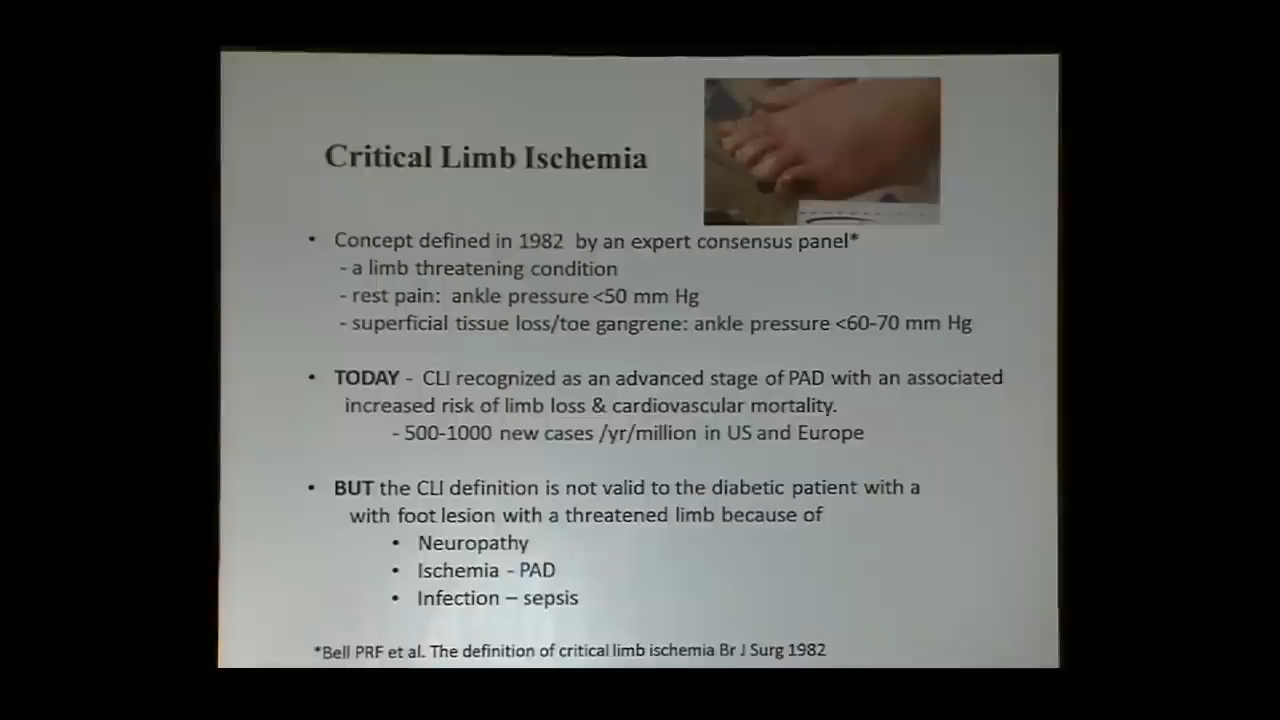 Critical Limb Ischemia
• Concept defined in 1982 by an expert consensus panel*
- a limb threatening condition
- rest pain: ankle pressure <50 mm Hg
- superficial tissue loss/toe gangrene: ankle pressure <60-70 mm Hg
• TODAY - CLI recognized as an advanced stage of PAD with an associated
increased risk of limb loss & cardiovascular mortality.
- 500-1000 new cases /yr/million in US and Europe
• BUT the CLI definition is not valid to the diabetic patient with a
with foot lesion with a threatened limb because of
• Neuropathy
• Ischemia - PAD
• Infection – sepsis
*Bell PRF et al. The definition of critical limb ischemia Br J Surg 1982